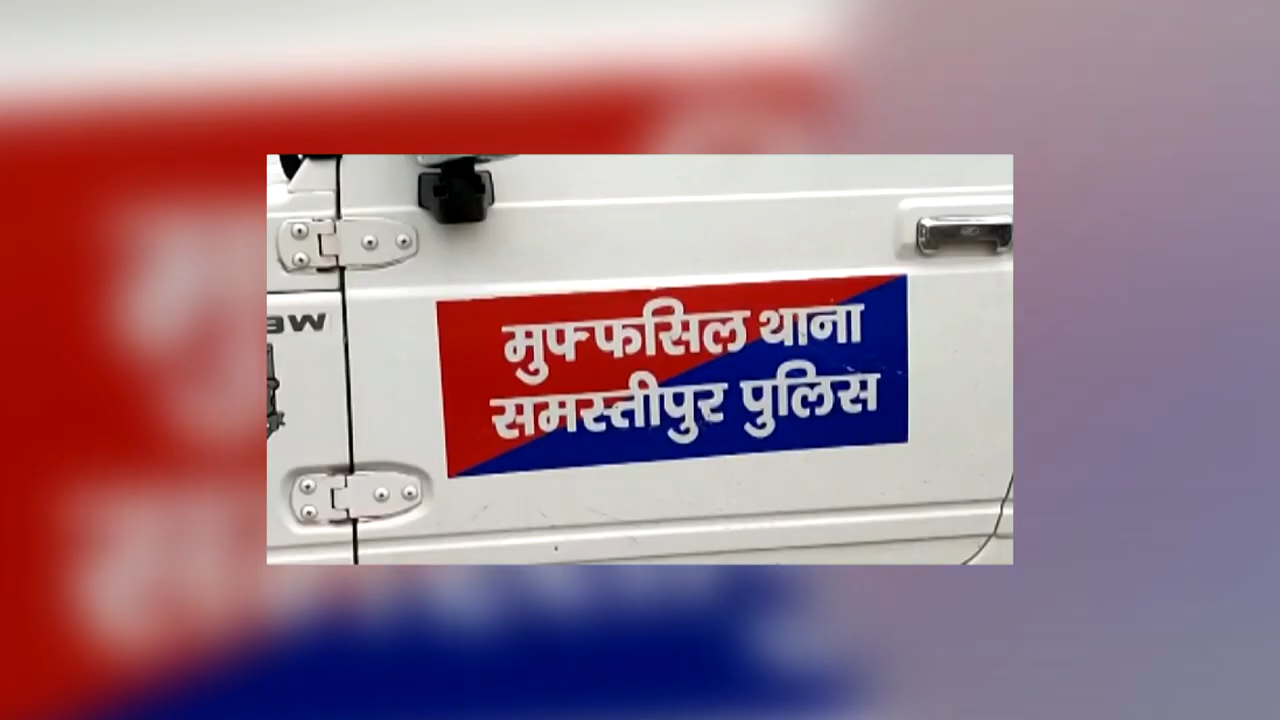 मुफ्फसिल थाना
समस्तीपुर पुलिस